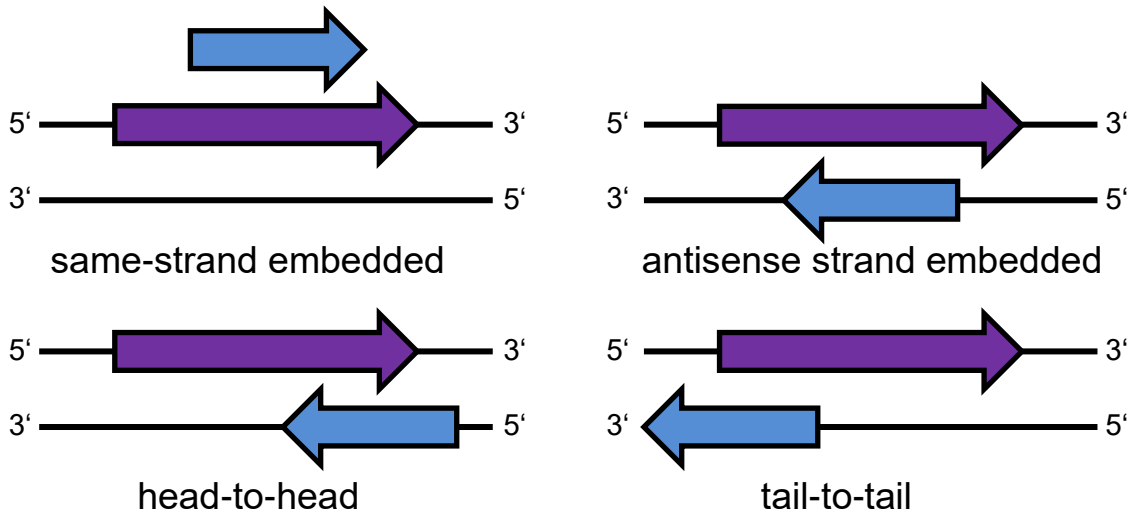 5‘ 3‘ 5‘ 3‘
3‘ 5‘ 3‘ 5‘
same-strand embedded antisense strand embedded
5‘ 3‘ 5‘ 3‘
3‘ 5‘ 3‘ 5‘
head-to-head tail-to-tail